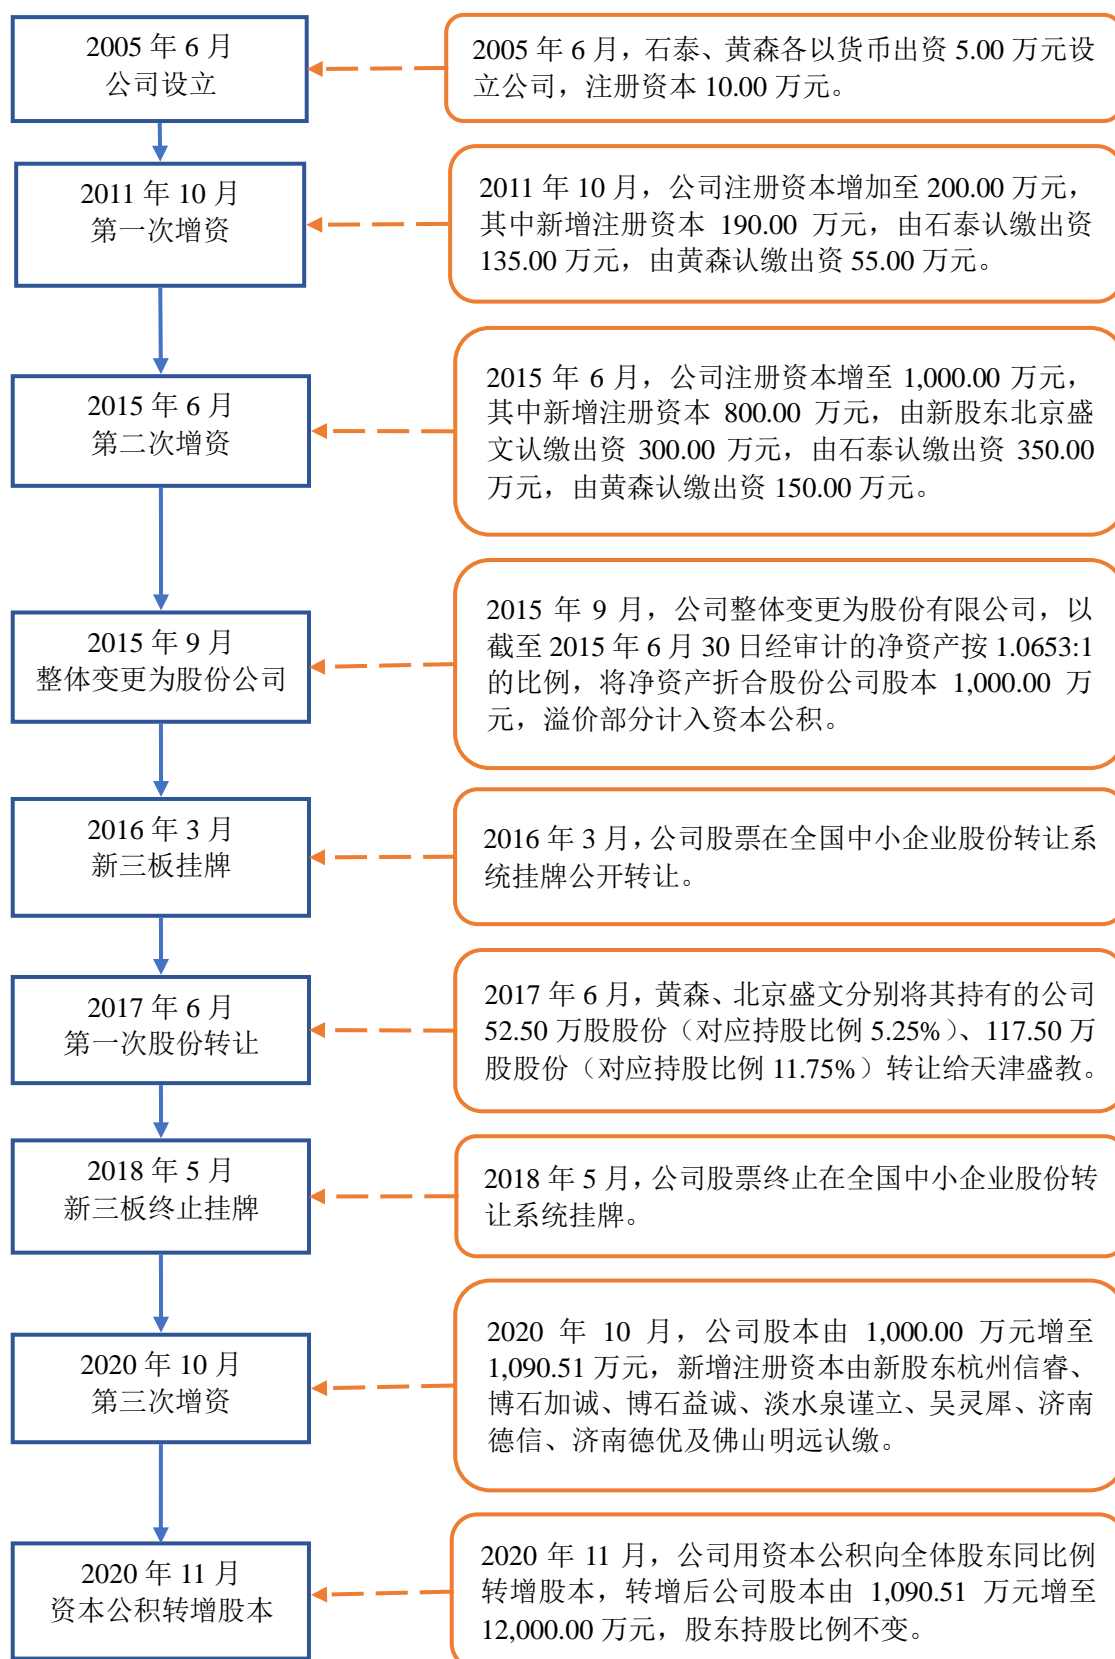 2005 年 6 月
公司设立
2005 年 6 月，石泰、黄森各以货币出资 5.00 万元设
立公司，注册资本 10.00 万元。
2011 年 10 月
第一次增资
2011 年 10 月，公司注册资本增加至 200.00 万元，
其中新增注册资本 190.00 万元，由石泰认缴出资
135.00 万元，由黄森认缴出资 55.00 万元。
2015 年 6 月
第二次增资
2015 年 6 月，公司注册资本增至 1,000.00 万元，
其中新增注册资本 800.00 万元，由新股东北京盛
文认缴出资 300.00 万元，由石泰认缴出资 350.00
万元，由黄森认缴出资 150.00 万元。
2015 年 9 月
整体变更为股份公司
2015 年 9 月，公司整体变更为股份有限公司，以
截至 2015 年 6 月 30 日经审计的净资产按 1.0653:1
的比例，将净资产折合股份公司股本 1,000.00 万
元，溢价部分计入资本公积。
2016 年 3 月
新三板挂牌
2016 年 3 月，公司股票在全国中小企业股份转让系
统挂牌公开转让。
2017 年 6 月
第一次股份转让
2017 年 6 月，黄森、北京盛文分别将其持有的公司
52.50 万股股份（对应持股比例 5.25%）、117.50 万
股股份（对应持股比例 11.75%）转让给天津盛教。
2018 年 5 月
新三板终止挂牌
2018 年 5 月，公司股票终止在全国中小企业股份转
让系统挂牌。
2020 年 10 月
第三次增资
2020 年 10 月，公司股本由 1,000.00 万元增至
1,090.51 万元，新增注册资本由新股东杭州信睿、
博石加诚、博石益诚、淡水泉谨立、吴灵犀、济南
德信、济南德优及佛山明远认缴。
2020 年 11 月
资本公积转增股本
2020 年 11 月，公司用资本公积向全体股东同比例
转增股本，转增后公司股本由 1,090.51 万元增至
12,000.00 万元，股东持股比例不变。